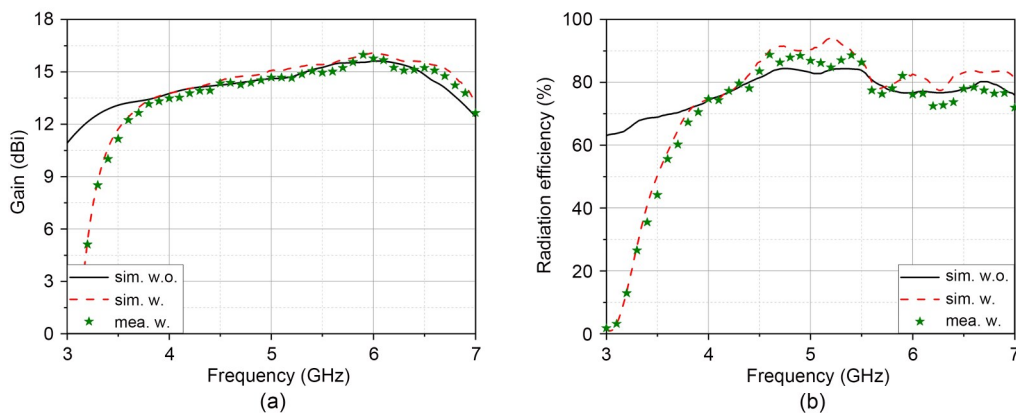 18
15
12
9
6
3
0
Gain (dBi)
sim. w.o.
sim. w.
mea. w.
3 4 5 6 7
Frequency (GHz)
(a)
100
80
60
40
20
0
Radiation efficiency (%)
sim. w.o.
sim. w.
mea. w.
3 4 5 6 7
Frequency (GHz)
(b)